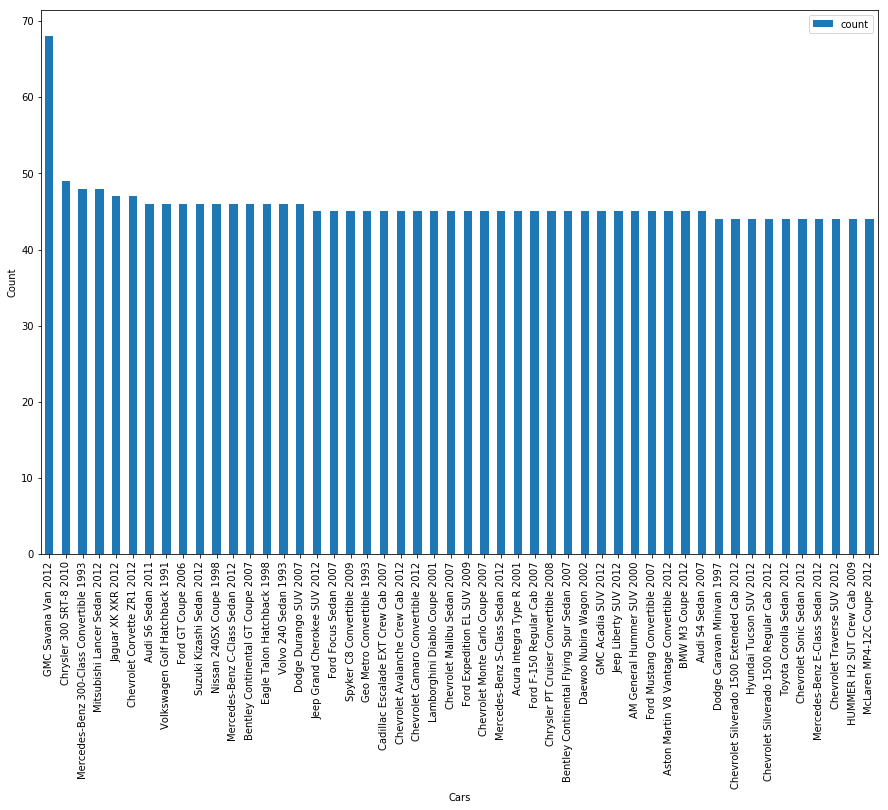 70
60
50
40
30
20
10
0
Count
count
GMC Savana Van 2012
Chrysler 300 SRT-8 2010
Mercedes-Benz 300-Class Convertible 1993
Mitsubishi Lancer Sedan 2012
Jaguar XK XKR 2012
Chevrolet Corvette ZR1 2012
Audi S6 Sedan 2011
Volkswagen Golf Hatchback 1991
Ford GT Coupe 2006
Suzuki Kizashi Sedan 2012
Nissan 240SX Coupe 1998
Mercedes-Benz C-Class Sedan 2012
Bentley Continental GT Coupe 2007
Eagle Talon Hatchback 1998
Volvo 240 Sedan 1993
Dodge Durango SUV 2007
Jeep Grand Cherokee SUV 2012
Ford Focus Sedan 2007
Spyker C8 Convertible 2009
Geo Metro Convertible 1993
Cadillac Escalade EXT Crew Cab 2007
Chevrolet Avalanche Crew Cab 2012
Chevrolet Camaro Convertible 2012
Lamborghini Diablo Coupe 2001
Chevrolet Malibu Sedan 2007
Ford Expedition EL SUV 2009
Chevrolet Monte Carlo Coupe 2007
Mercedes-Benz S-Class Sedan 2012
Acura Integra Type R 2001
Ford F-150 Regular Cab 2007
Chrysler PT Cruiser Convertible 2008
Bentley Continental Flying Spur Sedan 2007
Daewoo Nubira Wagon 2002
GMC Acadia SUV 2012
Jeep Liberty SUV 2012
AM General Hummer SUV 2000
Ford Mustang Convertible 2007
Aston Martin V8 Vantage Convertible 2012
BMW M3 Coupe 2012
Audi S4 Sedan 2007
Dodge Caravan Minivan 1997
Chevrolet Silverado 1500 Extended Cab 2012
Hyundai Tucson SUV 2012
Chevrolet Silverado 1500 Regular Cab 2012
Toyota Corolla Sedan 2012
Chevrolet Sonic Sedan 2012
Mercedes-Benz E-Class Sedan 2012
Chevrolet Traverse SUV 2012
HUMMER H2 SUT Crew Cab 2009
McLaren MP4-12C Coupe 2012
Cars